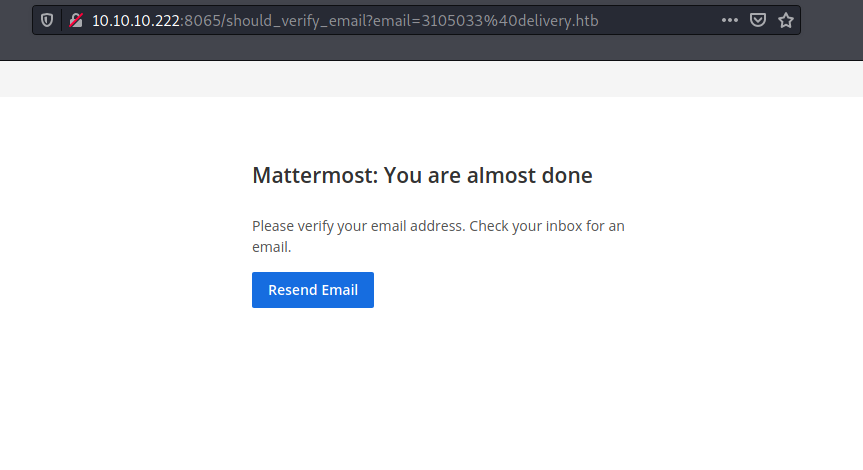 10.10.10.222:8065/should_verify_email?email=3105033%40delivery.htb
Mattermost: You are almost done
Please verify your email address. Check your inbox for an
email.
Resend Email